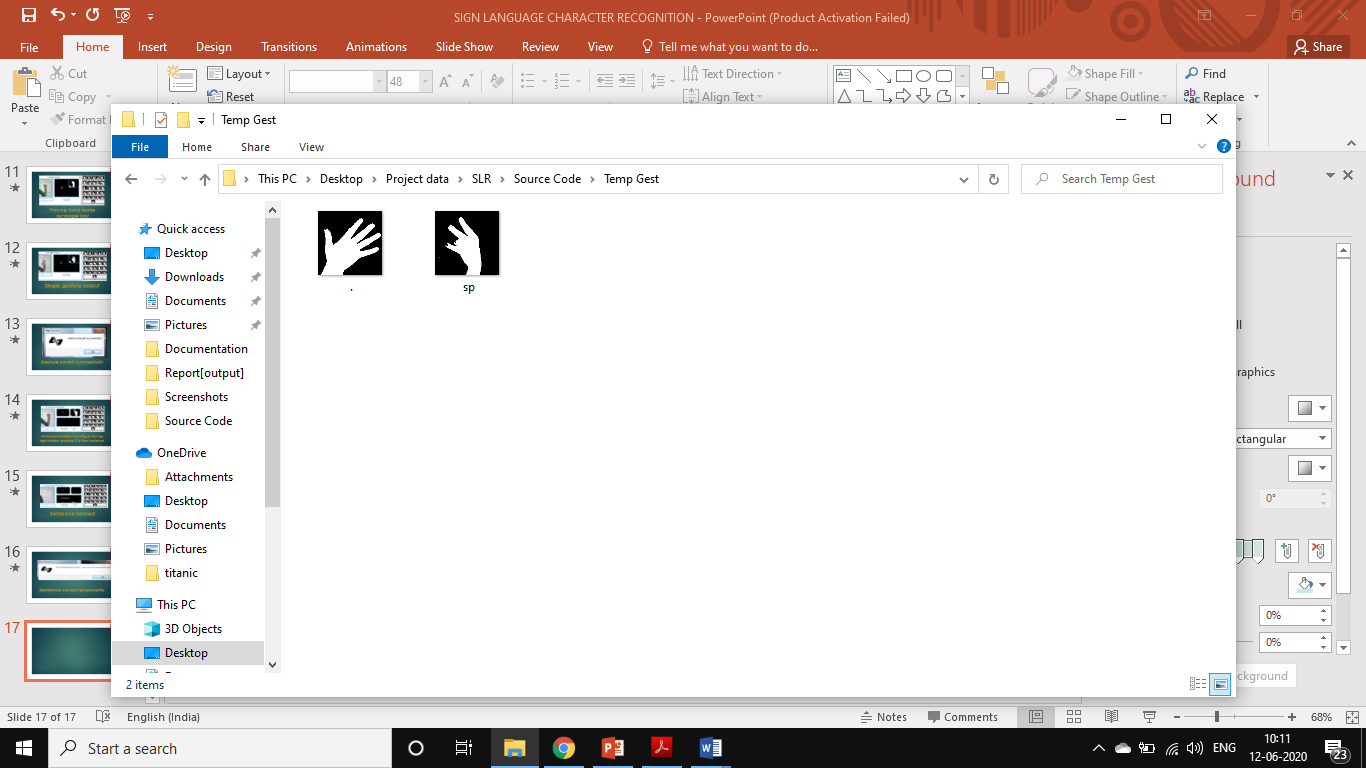 SIGN LANGUAGE CHARACTER RECOGNITION - PowerPoint (Product Activation Failed)
File Home Insert Design Transitions Animations Slide Show Review View Tell me what you want to do... Share
Cut Layout 48 Text Direction Shape Fill Find
Paste Copy Reset Align Text Shape Outline Replace
Format
Clipboard
Temp Gest
File Home Share View
This PC Desktop Project data SLR Source Code Temp Gest Search Temp Gest
Quick access
Desktop
Downloads
Documents
Pictures
Documentation
Report[output]
Screenshots
Source Code
OneDrive
Attachments
Desktop
Documents
Pictures
titanic
This PC
3D Objects
Desktop
. sp
2 items
11
12
Single gesture output
13
14
15
Sentence formed
16
17
0°
0%
0%
Slide 17 of 17 English (India) Notes Comments 68%
Start a search ENG 10:11
12-06-2020 23